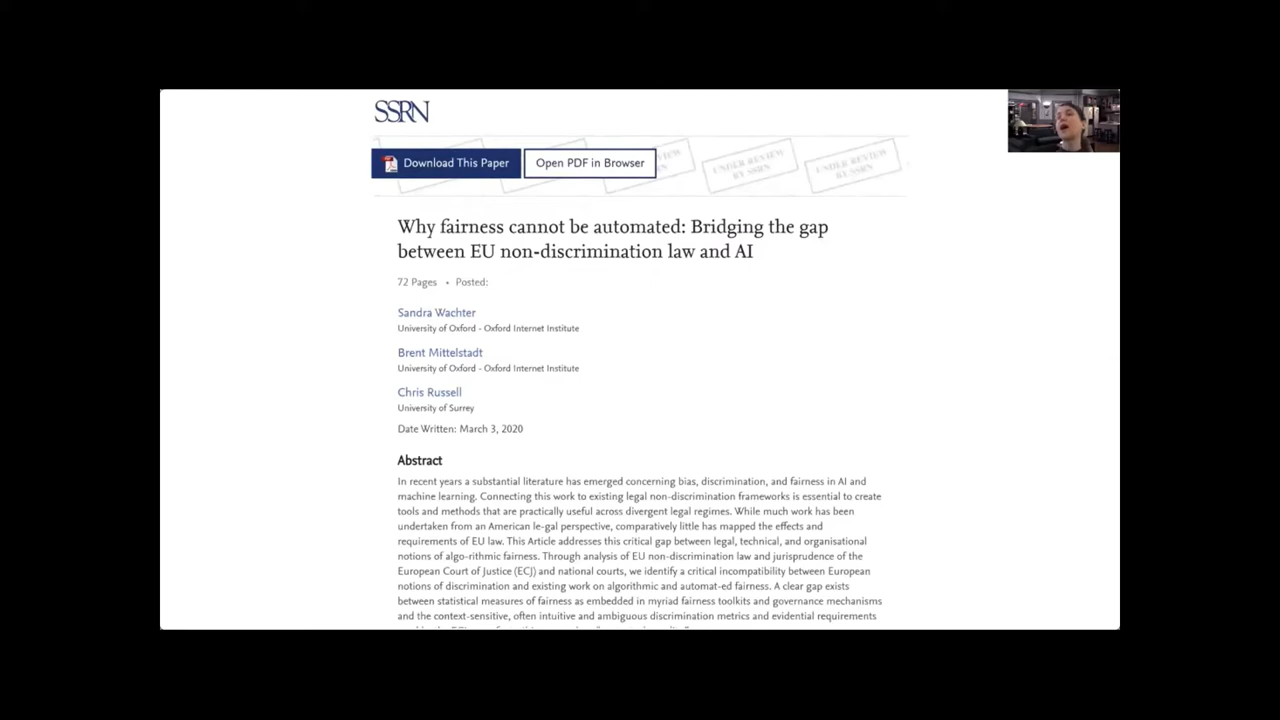 SSRN
Download This Paper
Open PDF in Browser
UNDER REVIEW
BY SSRN
UNDER REVIEW
BY SSRN
Why fairness cannot be automated: Bridging the gap
between EU non-discrimination law and AI
72 Pages • Posted:
Sandra Wachter
University of Oxford - Oxford Internet Institute
Brent Mittelstadt
University of Oxford - Oxford Internet Institute
Chris Russell
University of Surrey
Date Written: March 3, 2020
Abstract
In recent years a substantial literature has emerged concerning bias, discrimination, and fairness in AI and
machine learning. Connecting this work to existing legal non-discrimination frameworks is essential to create
tools and methods that are practically useful across divergent legal regimes. While much work has been
undertaken from an American le-gal perspective, comparatively little has mapped the effects and
requirements of EU law. This Article addresses this critical gap between legal, technical, and organisational
notions of algo-rithmic fairness. Through analysis of EU non-discrimination law and jurisprudence of the
European Court of Justice (ECJ) and national courts, we identify a critical incompatibility between European
notions of discrimination and existing work on algorithmic and automat-ed fairness. A clear gap exists
between statistical measures of fairness as embedded in myriad fairness toolkits and governance mechanisms
and the context-sensitive, often intuitive and ambiguous discrimination metrics and evidential requirements